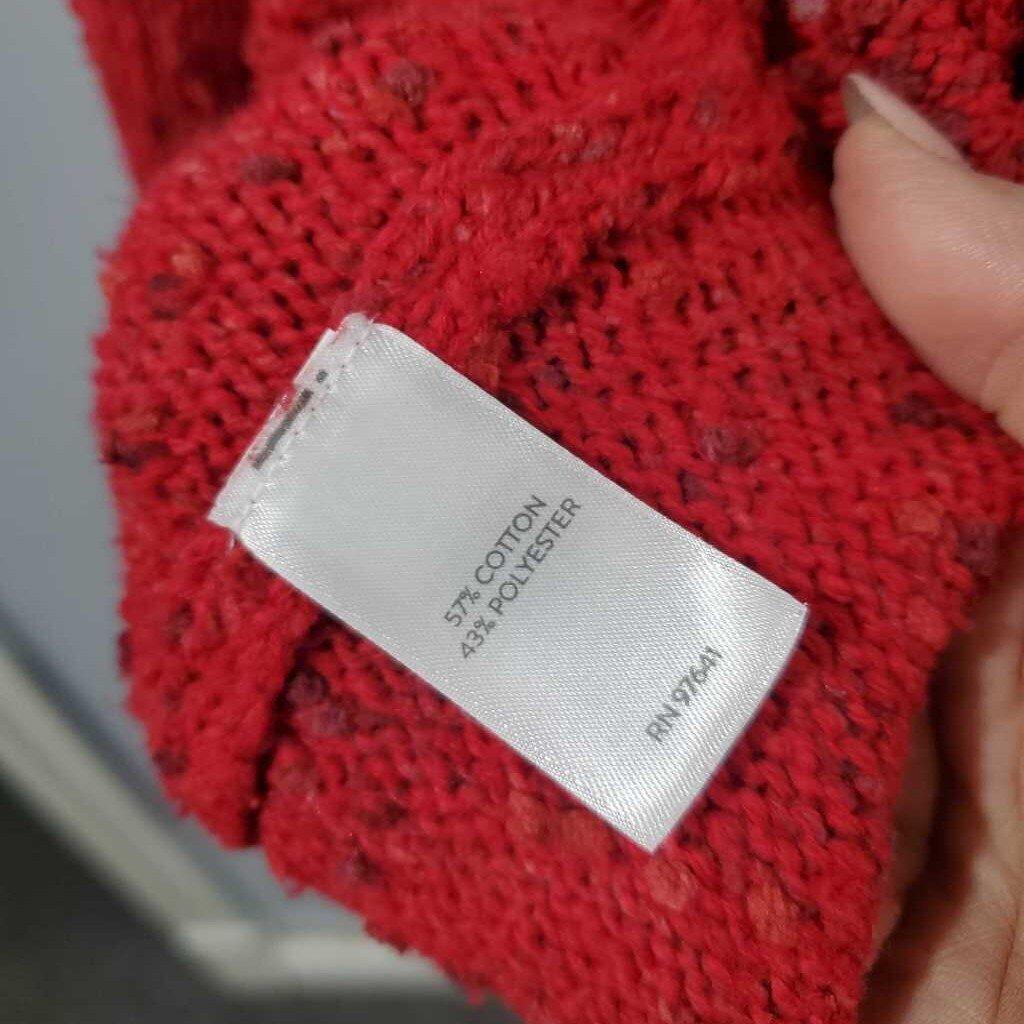 57% COTTON
43% POLYESTER
RN 97641